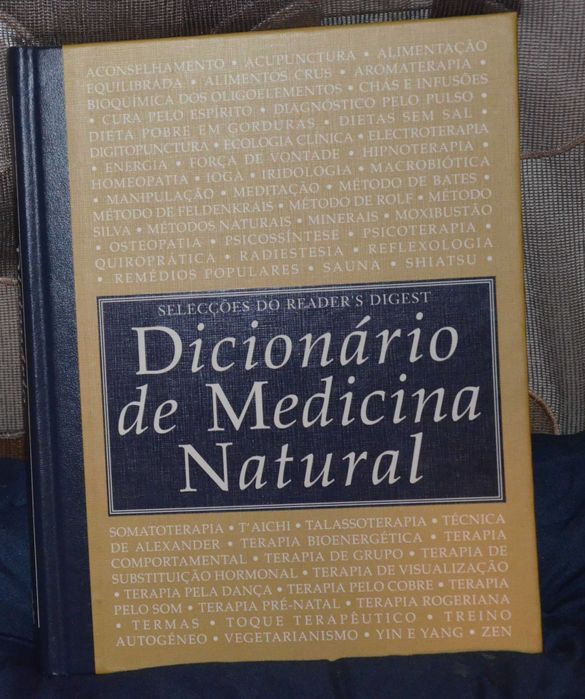 ACONSELHAMENTO • ACUPUNCTURA • ALIMENTAÇÃO
EQUILIBRADA • ALIMENTOS CRUS • AROMATERAPIA •
BIOQUÍMICA DOS OLIGOELEMENTOS • CHÁS E INFUSÕES
• CURA PELO ESPÍRITO • DIAGNÓSTICO PELO PULSO •
DIETA POBRE EM GORDURAS • DIETAS SEM SAL •
DIGITOPUNCTURA • ECOLOGIA CLÍNICA • ELECTROTERAPIA
• ENERGIA • FORÇA DE VONTADE • HIPNOTERAPIA •
HOMEOPATIA • IOGA • IRIDOLOGIA • MACROBIÓTICA
• MANIPULAÇÃO • MEDITAÇÃO • MÉTODO DE BATES •
MÉTODO DE FELDENKRAIS • MÉTODO DE ROLF • MÉTODO
SILVA • MÉTODOS NATURAIS • MINERAIS • MOXIBUSTÃO
• OSTEOPATIA • PSICOSSÍNTESE • PSICOTERAPIA •
QUIROPRÁTICA • RADIESTESIA • REFLEXOLOGIA
• REMÉDIOS POPULARES • SAUNA • SHIATSU •
SELECÇÕES DO READER'S DIGEST
Dicionário
de Medicina
Natural
SOMATOTERAPIA • T'AICHI • TALASSOTERAPIA • TÉCNICA
DE ALEXANDER • TERAPIA BIOENERGÉTICA • TERAPIA
COMPORTAMENTAL • TERAPIA DE GRUPO • TERAPIA DE
SUBSTITUIÇÃO HORMONAL • TERAPIA DE VISUALIZAÇÃO
• TERAPIA PELA DANÇA • TERAPIA PELO COBRE • TERAPIA
PELO SOM • TERAPIA PRÉ-NATAL • TERAPIA ROGERIANA
• TERMAS • TOQUE TERAPÊUTICO • TREINO
AUTOGÉNEO • VEGETARIANISMO • YIN E YANG • ZEN